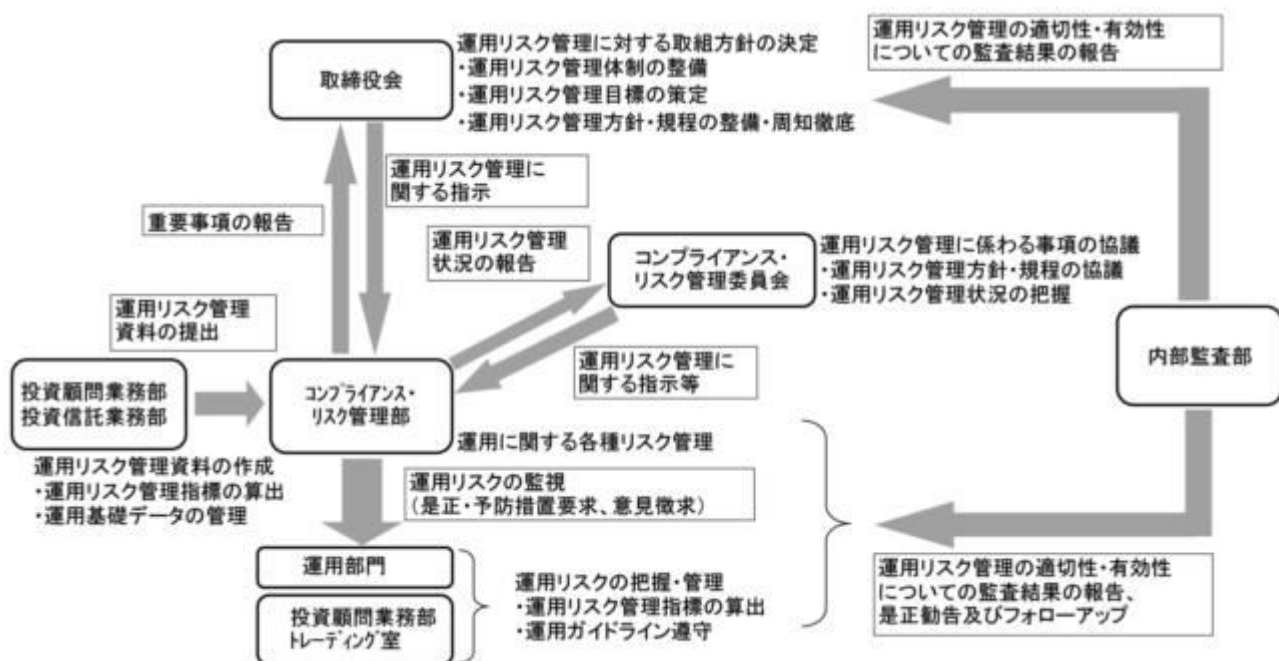 取締役会
運用リスク管理に対する取組方針の決定
・運用リスク管理体制の整備
・運用リスク管理目標の策定
・運用リスク管理方針・規程の整備・周知徹底
運用リスク管理の適切性・有効性
についての監査結果の報告
運用リスク管理に
関する指示
重要事項の報告
運用リスク管理
状況の報告
コンプライアンス・
リスク管理委員会
運用リスク管理に係わる事項の協議
・運用リスク管理方針・規程の協議
・運用リスク管理状況の把握
運用リスク管理
資料の提出
内部監査部
運用リスク管理に
関する指示等
投資顧問業務部
投資信託業務部
コンプライアンス・
リスク管理部
運用に関する各種リスク管理
運用リスク管理資料の作成
・運用リスク管理指標の算出
・運用基礎データの管理
運用リスクの監視
(是正・予防措置要求、意見徴求)
運用部門
投資顧問業務部
トレーディング室
運用リスクの把握・管理
・運用リスク管理指標の算出
・運用ガイドライン遵守
運用リスク管理の適切性・有効性
についての監査結果の報告、
是正勧告及びフォローアップ